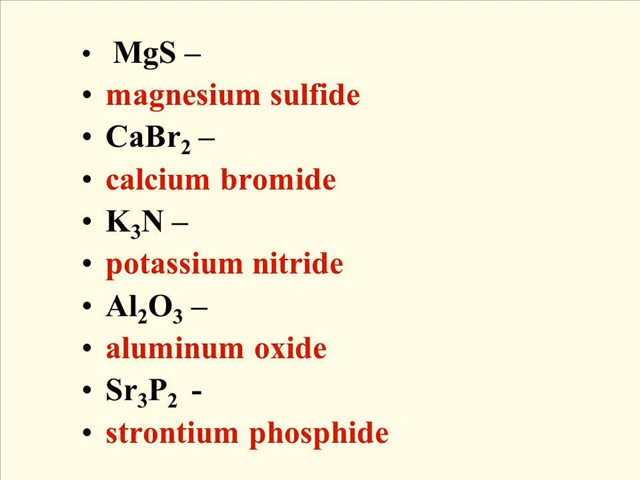 • MgS –
• magnesium sulfide
• CaBr₂ –
• calcium bromide
• K₃N –
• potassium nitride
• Al₂O₃ –
• aluminum oxide
• Sr₃P₂ -
• strontium phosphide